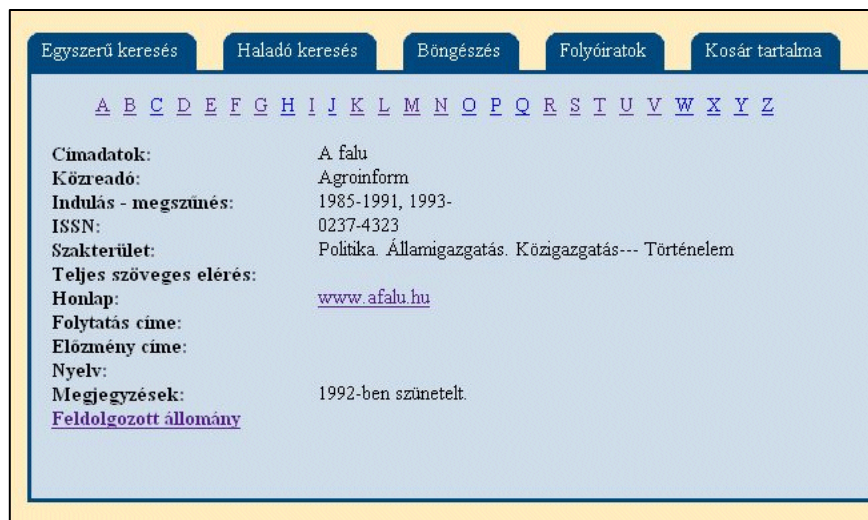 Egyszerű keresés Haladó keresés Böngészés Folyóiratok Kosár tartalma
A B C D E F G H I J K L M N O P Q R S T U V W X Y Z
Címadatok: A falu
Közreadó: Agroinform
Indulás - megszűnés: 1985-1991, 1993-
ISSN: 0237-4323
Szakterület: Politika. Államigazgatás. Közigazgatás--- Történelem
Teljes szöveges elérés:
Honlap: www.afalu.hu
Folytatás címe:
Előzmény címe:
Nyelv:
Megjegyzések: 1992-ben szünetelt.
Feldolgozott állomány